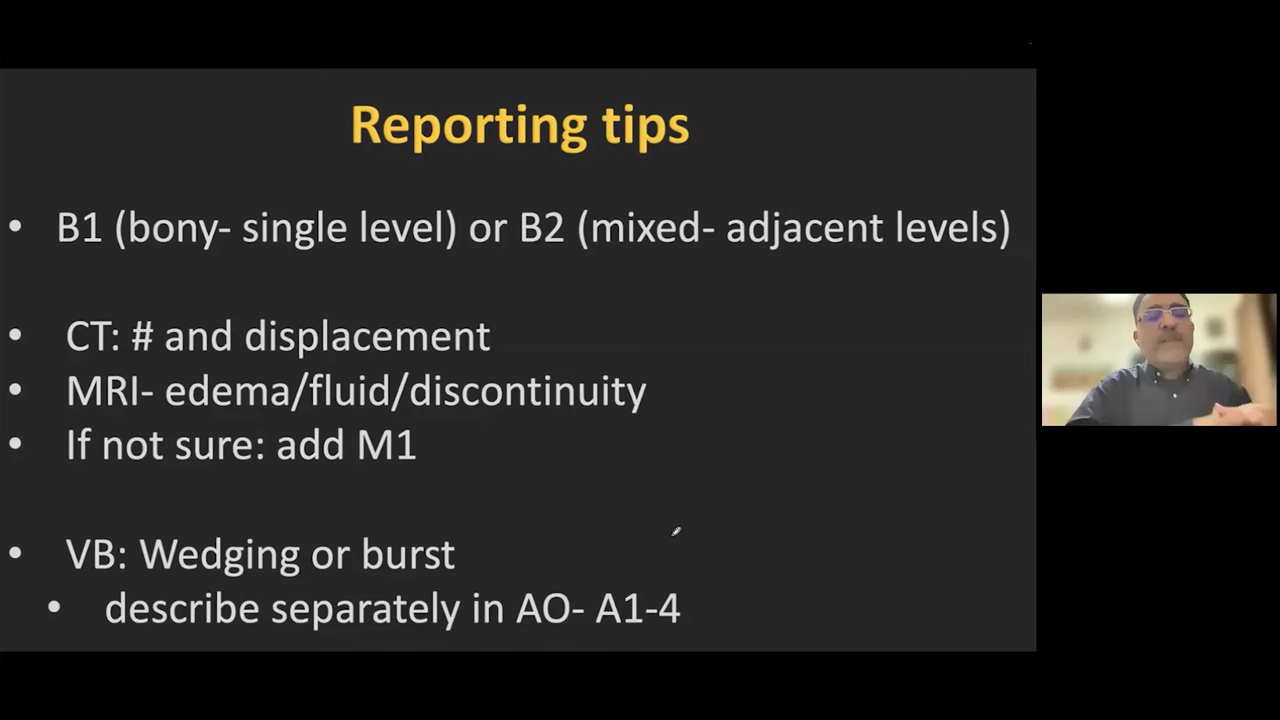 Reporting tips
• B1 (bony- single level) or B2 (mixed- adjacent levels)
• CT: # and displacement
• MRI- edema/fluid/discontinuity
• If not sure: add M1
• VB: Wedging or burst
• describe separately in AO- A1-4